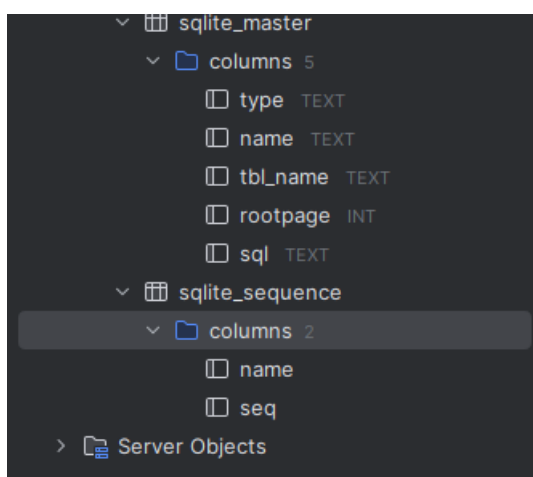 sqlite_master
columns 5
type TEXT
name TEXT
tbl_name TEXT
rootpage INT
sql TEXT
sqlite_sequence
columns 2
name
seq
Server Objects